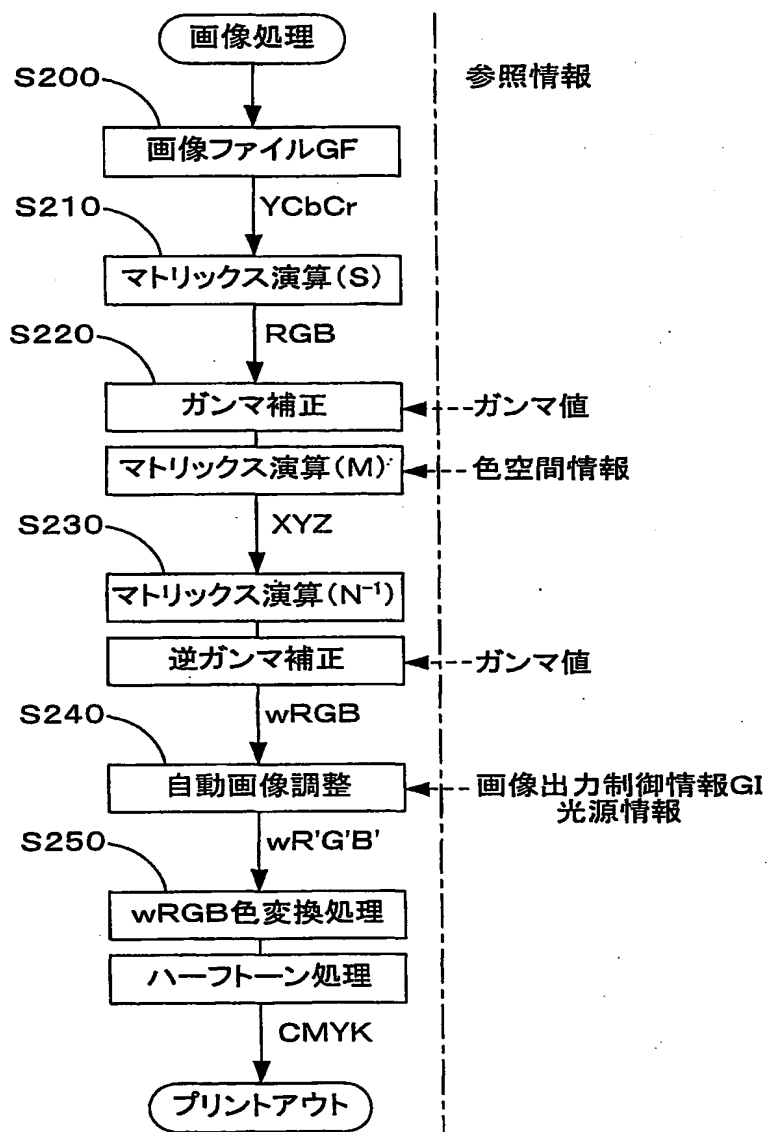 画像処理
参照情報
S200
画像ファイルGF
S210
YCbCr
マトリックス演算(S)
S220
RGB
ガンマ補正
ガンマ値
マトリックス演算(M)
色空間情報
S230
XYZ
マトリックス演算(N⁻¹)
逆ガンマ補正
ガンマ値
S240
wRGB
自動画像調整
画像出力制御情報GI
光源情報
S250
wR'G'B'
wRGB色変換処理
ハーフトーン処理
CMYK
プリントアウト